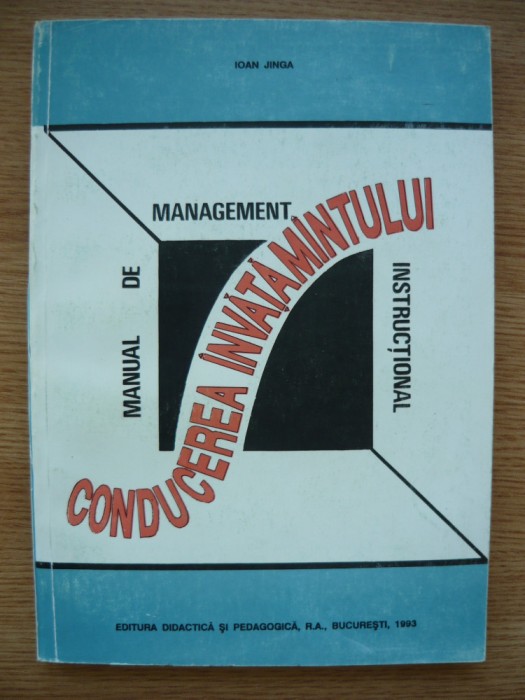 IOAN JINGA
MANUAL DE
MANAGEMENT
INSTRUCȚIONAL
CONDUCEREA ÎNVĂȚĂMÎNTULUI
EDITURA DIDACTICĂ ȘI PEDAGOGICĂ, R.A., BUCUREȘTI, 1993